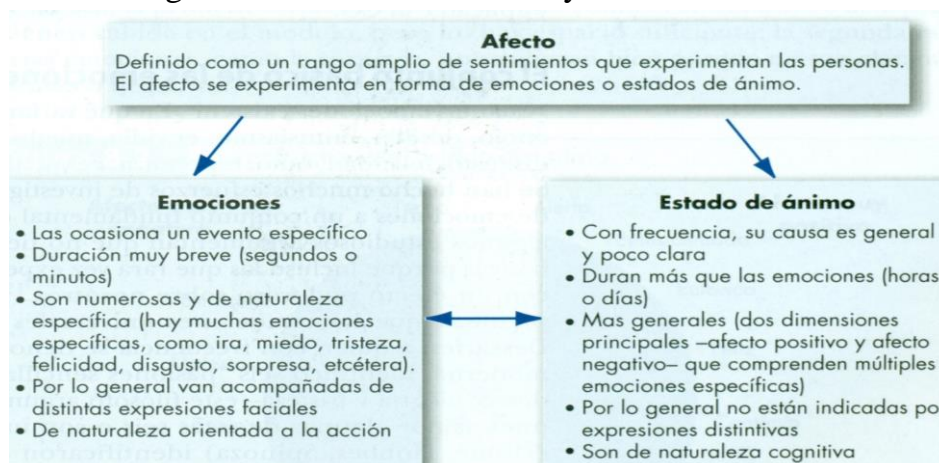 Afecto
Definido como un rango amplio de sentimientos que experimentan las personas.
El afecto se experimenta en forma de emociones o estados de ánimo.
Emociones
• Las ocasiona un evento específico
• Duración muy breve (segundos o
minutos)
• Son numerosas y de naturaleza
específica (hay muchas emociones
específicas, como ira, miedo, tristeza,
felicidad, disgusto, sorpresa, etcétera).
• Por lo general van acompañadas de
distintas expresiones faciales
• De naturaleza orientada a la acción
Estado de ánimo
• Con frecuencia, su causa es general
y poco clara
• Duran más que las emociones (horas
o días)
• Mas generales (dos dimensiones
principales –afecto positivo y afecto
negativo– que comprenden múltiples
emociones específicas)
• Por lo general no están indicadas po
expresiones distintivas
• Son de naturaleza cognitiva